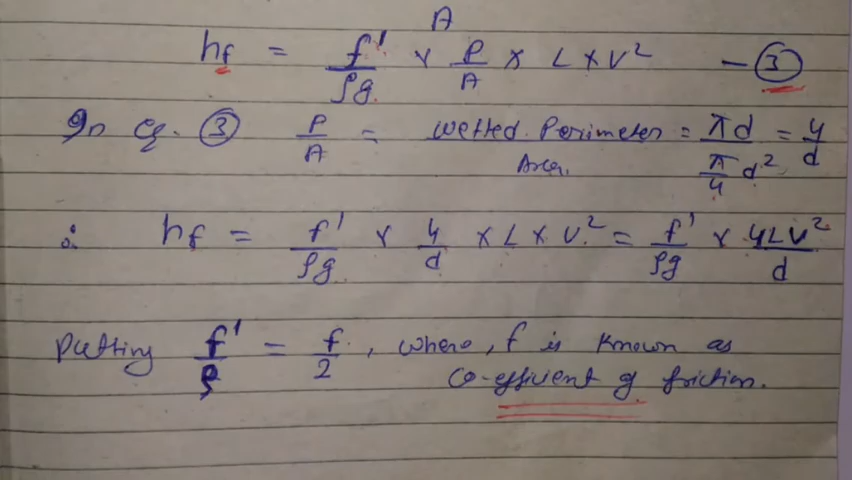 A
hf = f'/ρg × P/A × L × V² — ③
In eq. ③ P/A = Wetted Perimeter/Area = πd/(π/4 d²) = 4/d
∴ hf = f'/ρg × 4/d × L × V² = f'/ρg × 4LV²/d
Putting f'/ρ = f/2, where, f is known as
Co-effiient of friction.